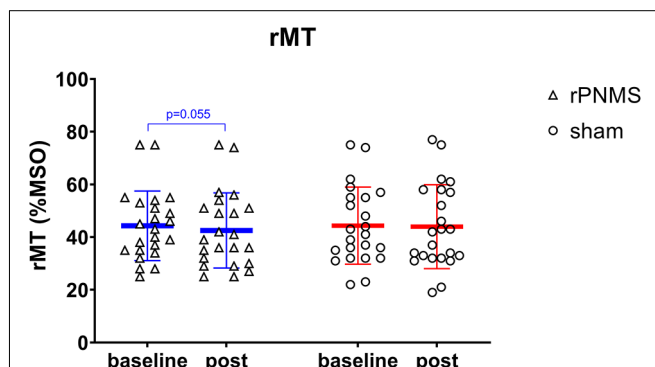 rMT
100
80
60
40
20
0
rMT (%MSO)
p=0.055
rPNMS
sham
baseline post baseline post